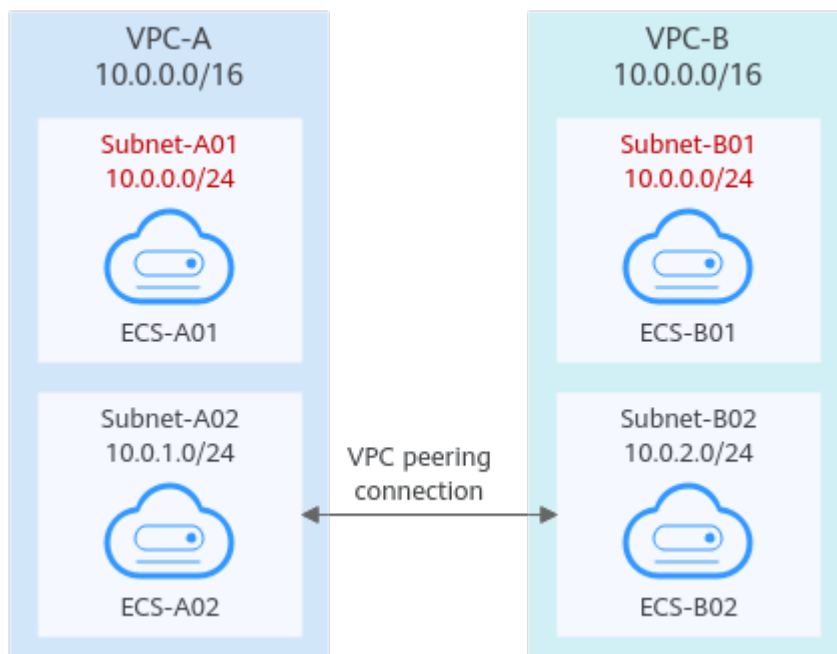 VPC-A
10.0.0.0/16
Subnet-A01
10.0.0.0/24
ECS-A01
Subnet-A02
10.0.1.0/24
ECS-A02
VPC peering
connection
VPC-B
10.0.0.0/16
Subnet-B01
10.0.0.0/24
ECS-B01
Subnet-B02
10.0.2.0/24
ECS-B02